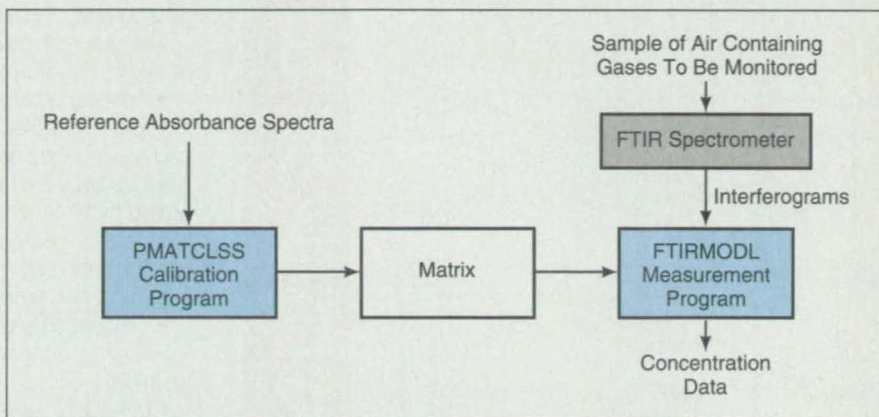 Sample of Air Containing
Gases To Be Monitored
Reference Absorbance Spectra
FTIR Spectrometer
Interferograms
PMATCLSS
Calibration
Program
Matrix
FTIRMODL
Measurement
Program
Concentration
Data